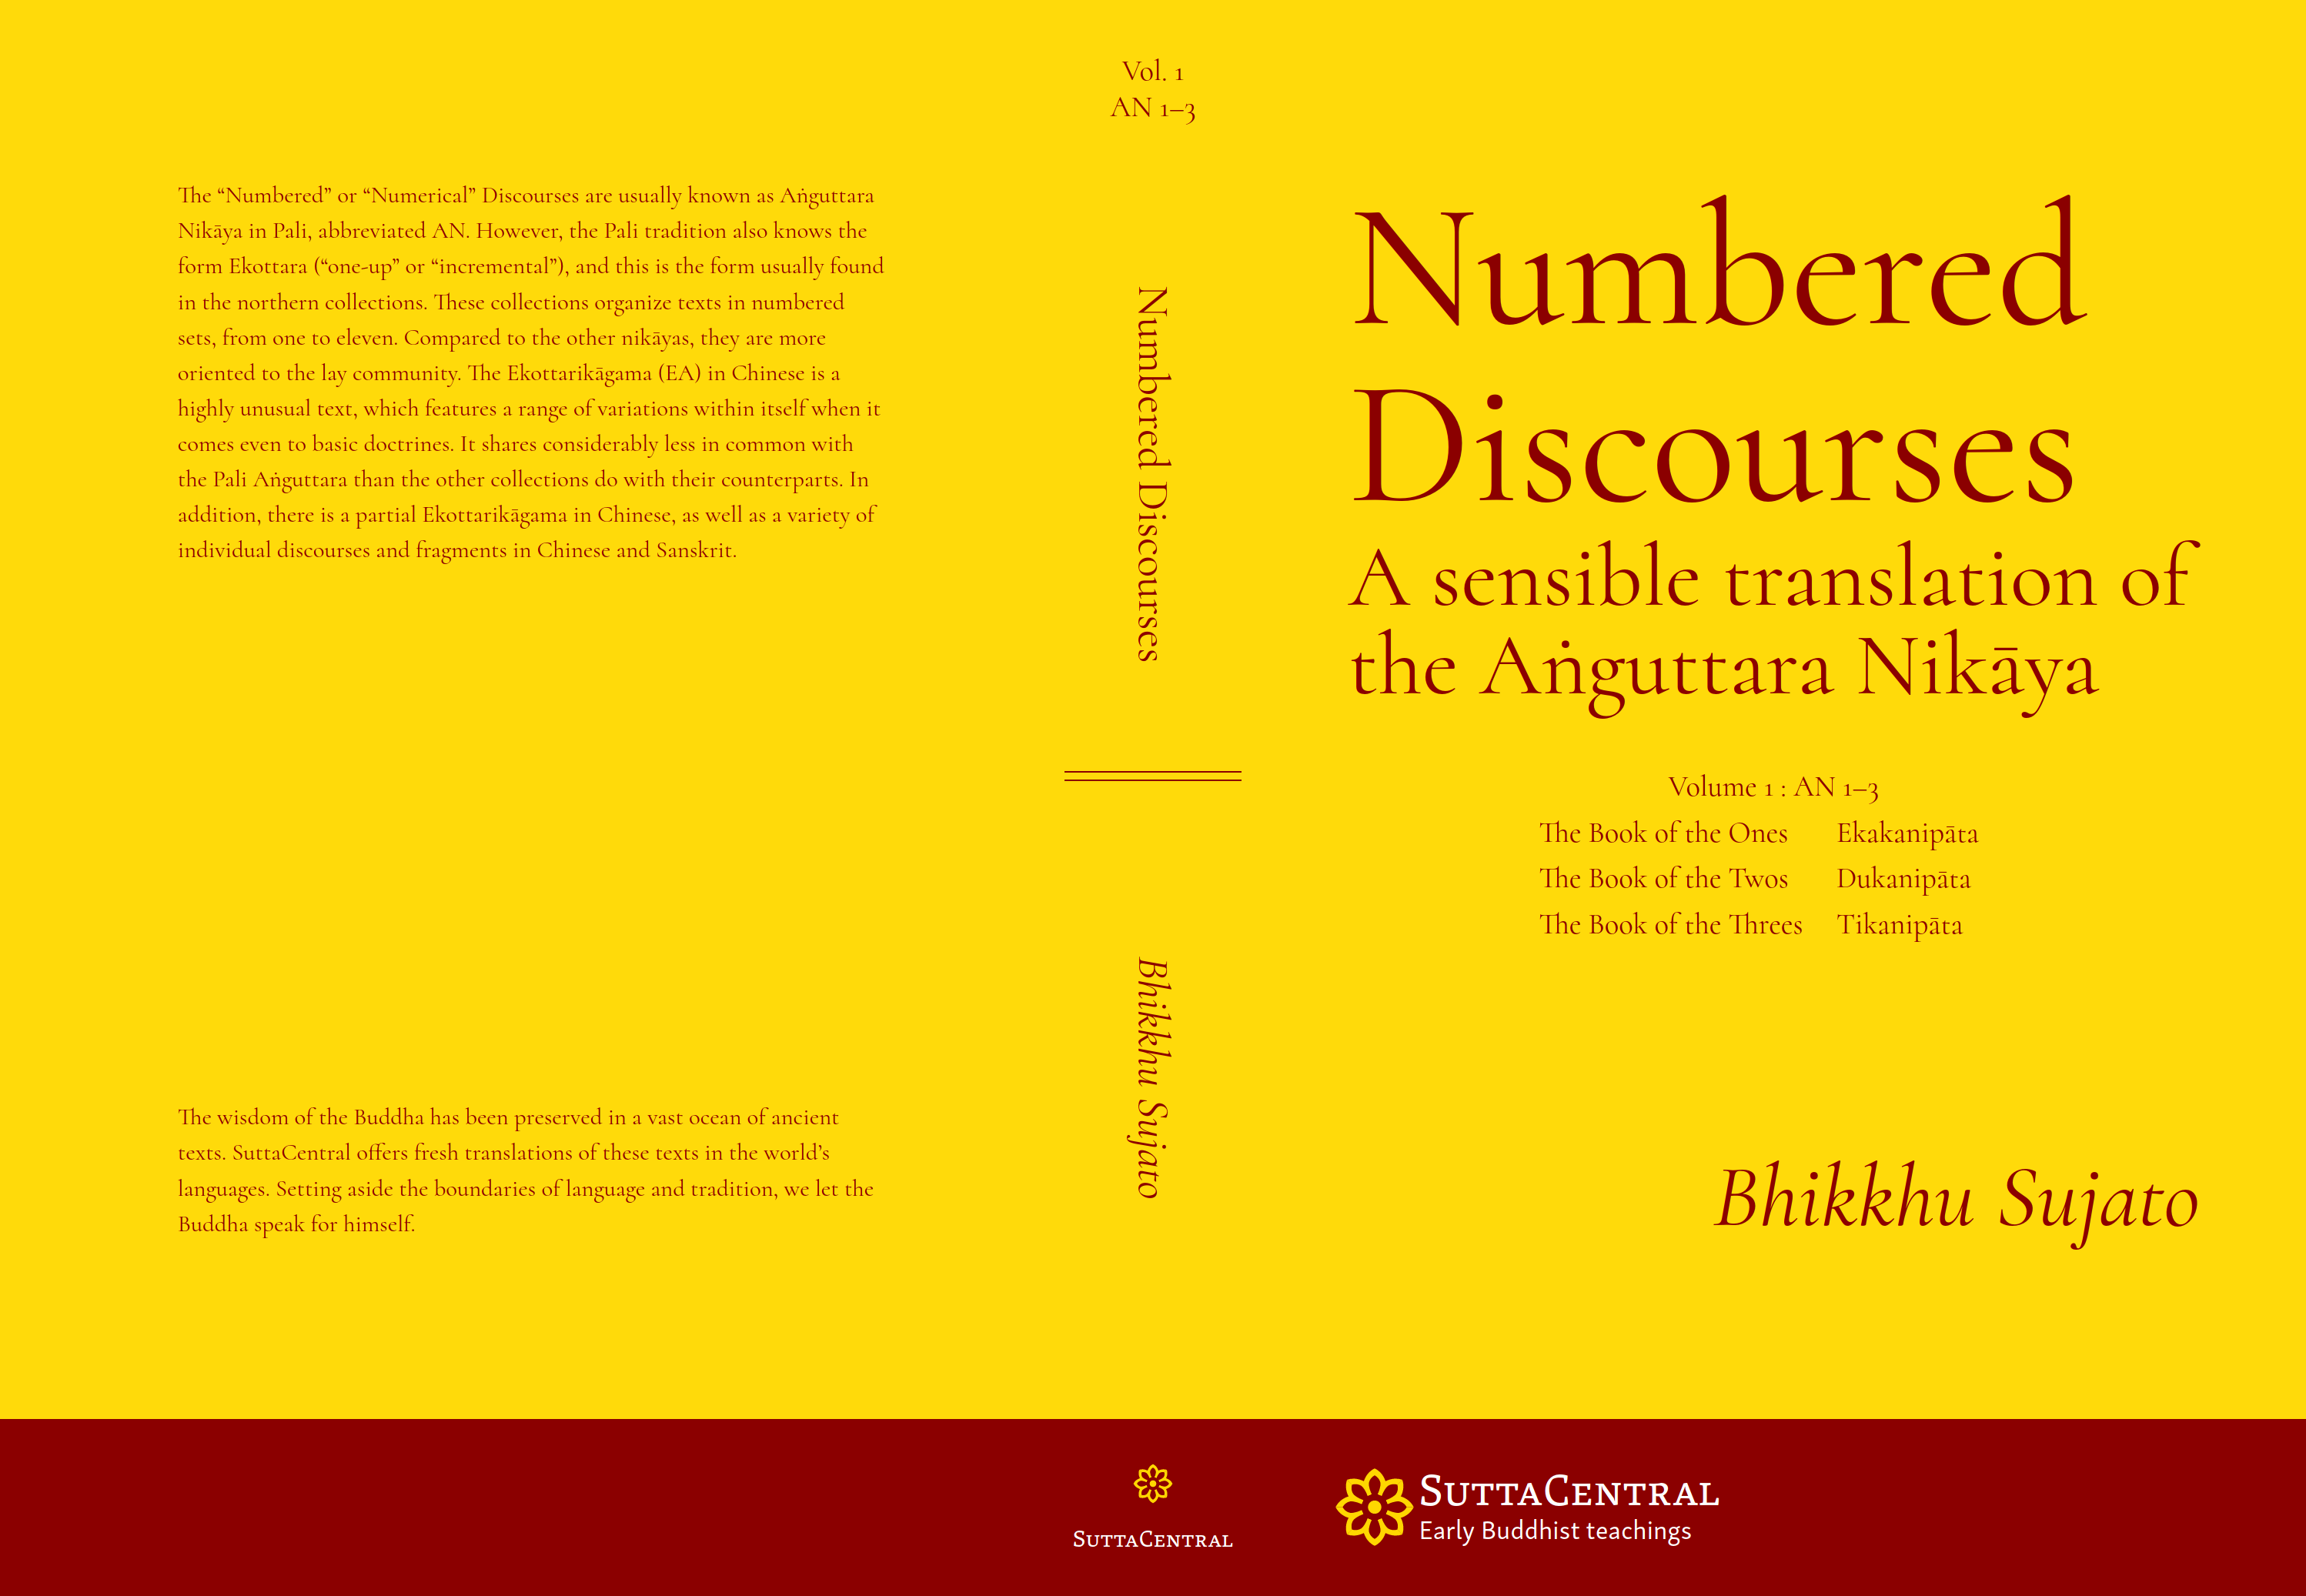 The “Numbered” or “Numerical” Discourses are usually known as Aṅguttara
Nikāya in Pali, abbreviated AN. However, the Pali tradition also knows the
form Ekottara (“one-up” or “incremental”), and this is the form usually found
in the northern collections. These collections organize texts in numbered
sets, from one to eleven. Compared to the other nikāyas, they are more
oriented to the lay community. The Ekottarikāgama (EA) in Chinese is a
highly unusual text, which features a range of variations within itself when it
comes even to basic doctrines. It shares considerably less in common with
the Pali Aṅguttara than the other collections do with their counterparts. In
addition, there is a partial Ekottarikāgama in Chinese, as well as a variety of
individual discourses and fragments in Chinese and Sanskrit.
The wisdom of the Buddha has been preserved in a vast ocean of ancient
texts. SuttaCentral offers fresh translations of these texts in the world’s
languages. Setting aside the boundaries of language and tradition, we let the
Buddha speak for himself.
Vol. 1
AN 1–3
Numbered Discourses
Bhikkhu Sujato
SuttaCentral
Numbered
Discourses
A sensible translation of
the Aṅguttara Nikāya
Volume 1 : AN 1–3
The Book of the Ones Ekakanipāta
The Book of the Twos Dukanipāta
The Book of the Threes Tikanipāta
Bhikkhu Sujato
SuttaCentral
Early Buddhist teachings